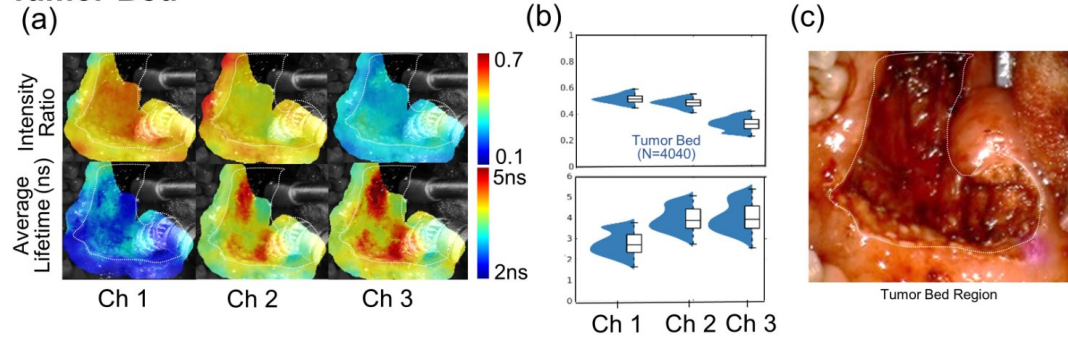 Tumor Bed
(a)
(b)
(c)
Intensity
Ratio
Average
Lifetime (ns)
0.7
0.1
5ns
2ns
Ch 1
Ch 2
Ch 3
1
0.8
0.6
0.4
0.2
0
Tumor Bed
(N=4040)
6
5
4
3
2
1
0
Ch 1
Ch 2
Ch 3
Tumor Bed Region